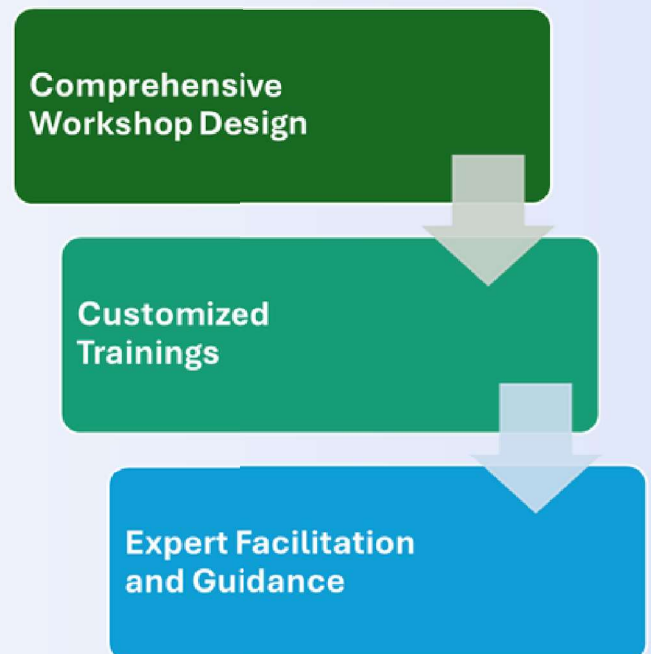 Comprehensive
Workshop Design
Customized
Trainings
Expert Facilitation
and Guidance